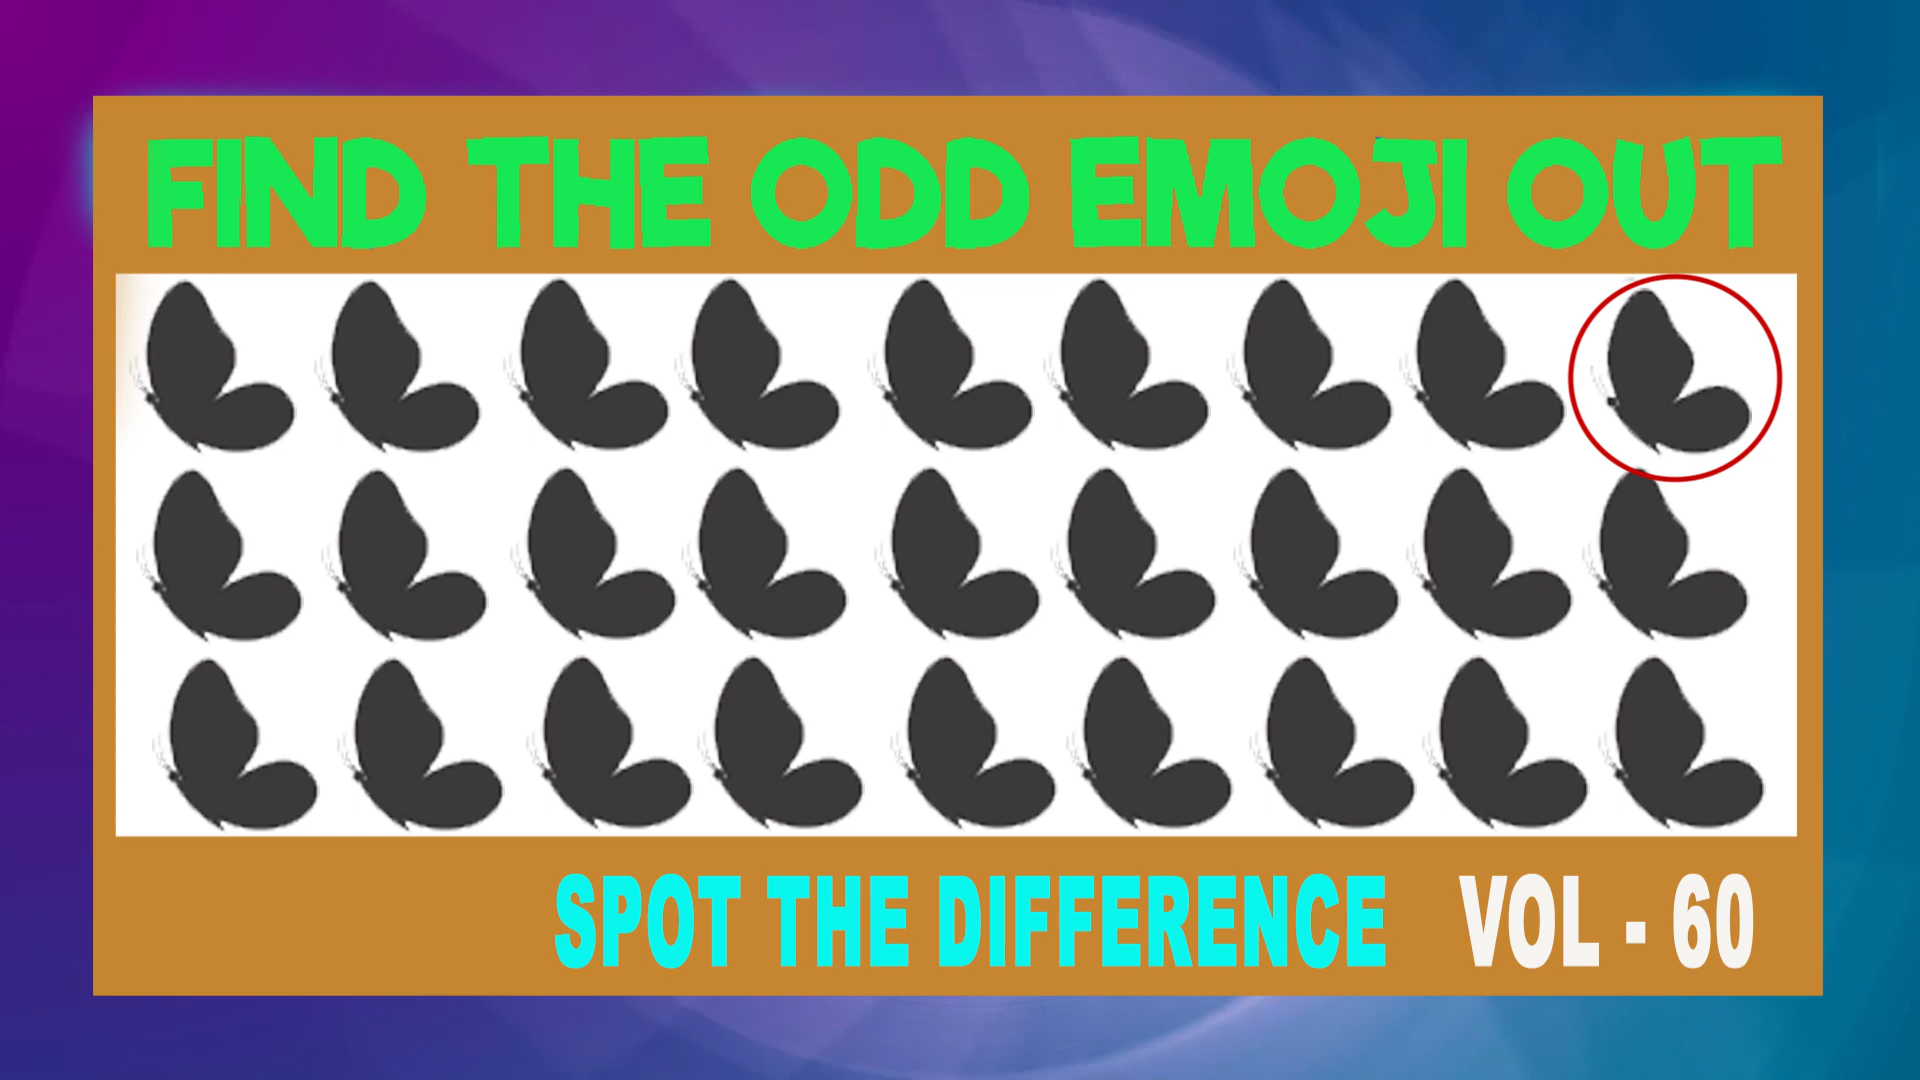 FIND THE ODD EMOJI OUT
SPOT THE DIFFERENCE VOL - 60